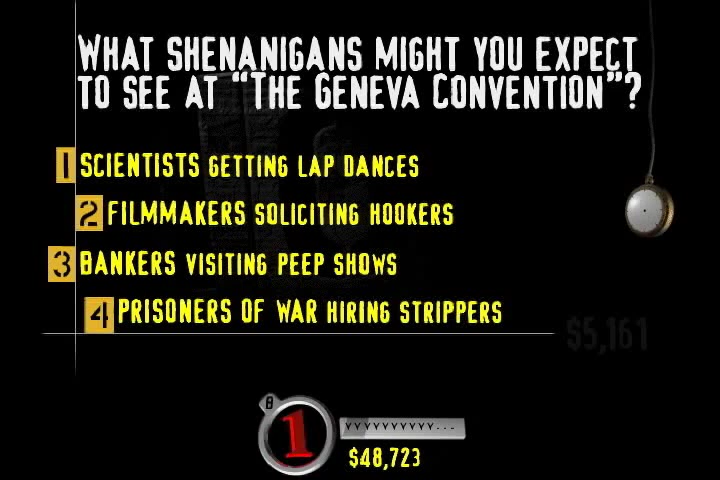 WHAT SHENANIGANS MIGHT YOU EXPECT
TO SEE AT "THE GENEVA CONVENTION"?
1 SCIENTISTS GETTING LAP DANCES
2 FILMMAKERS SOLICITING HOOKERS
3 BANKERS VISITING PEEP SHOWS
4 PRISONERS OF WAR HIRING STRIPPERS
$5,161
1 YYYYYYYYYY...
$48,723